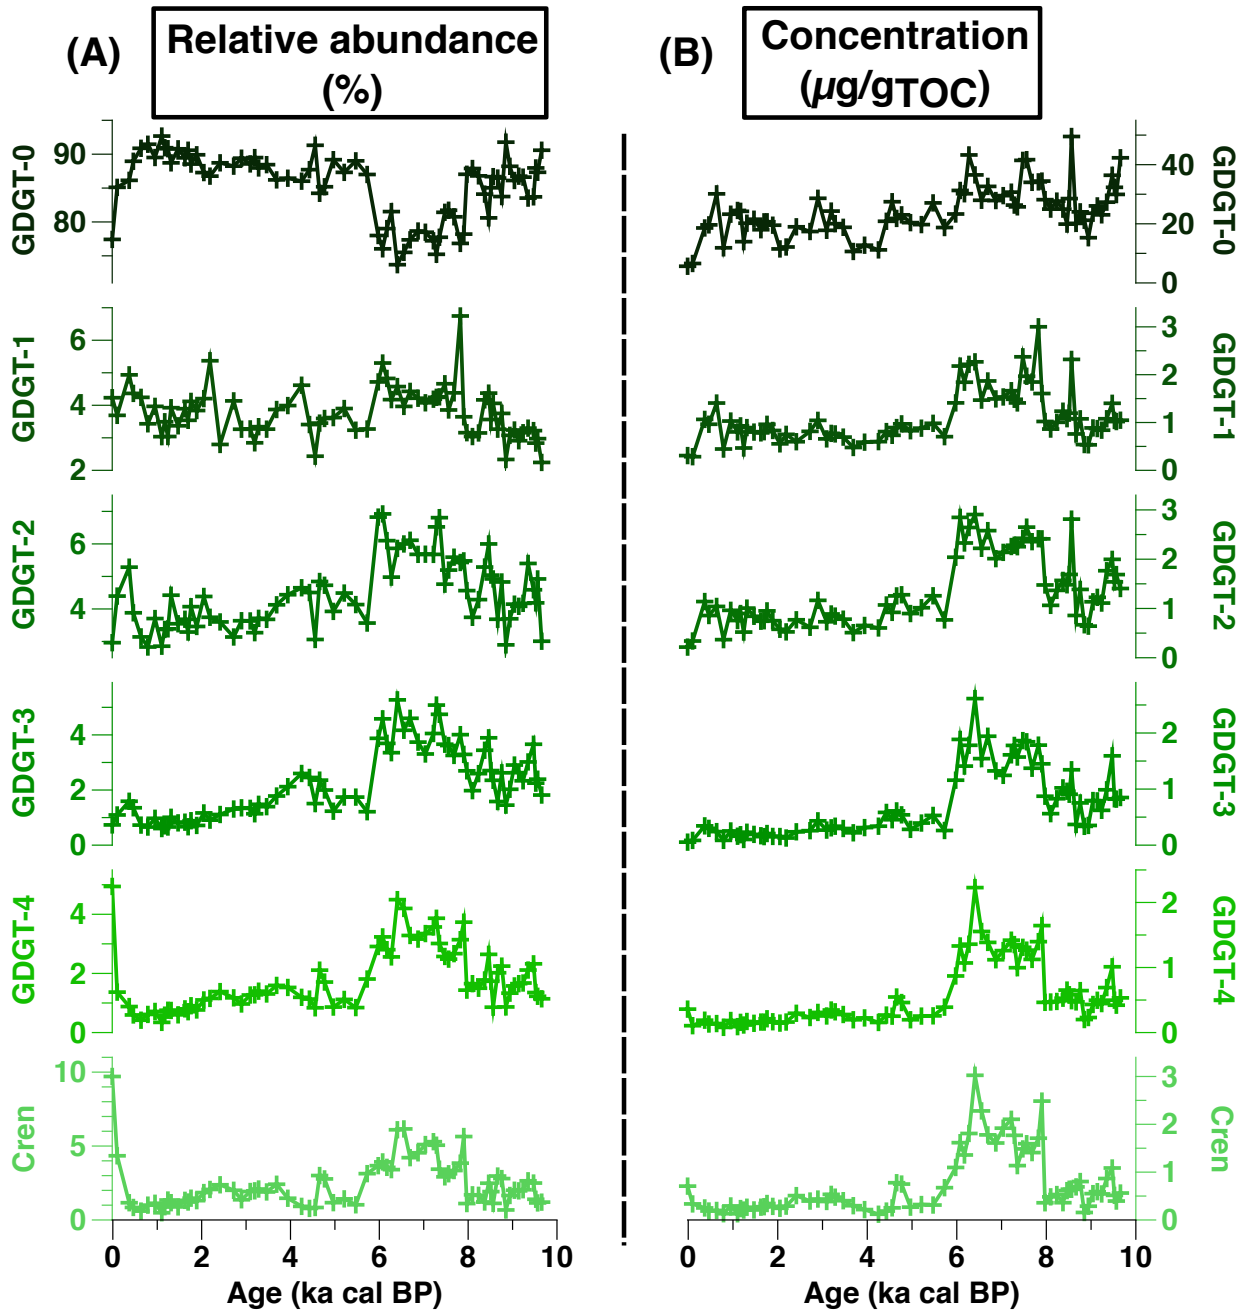 (A)
Relative abundance
(%)
(B)
Concentration
(µg/gTOC)
GDGT-0
90
80
40
20
0
GDGT-0
GDGT-1
6
4
2
3
2
1
0
GDGT-1
GDGT-2
6
4
3
2
1
0
GDGT-2
GDGT-3
4
2
0
2
1
0
GDGT-3
GDGT-4
4
2
0
2
1
0
GDGT-4
Cren
10
5
0
3
2
1
0
Cren
0 2 4 6 8 10
Age (ka cal BP)
0 2 4 6 8 10
Age (ka cal BP)